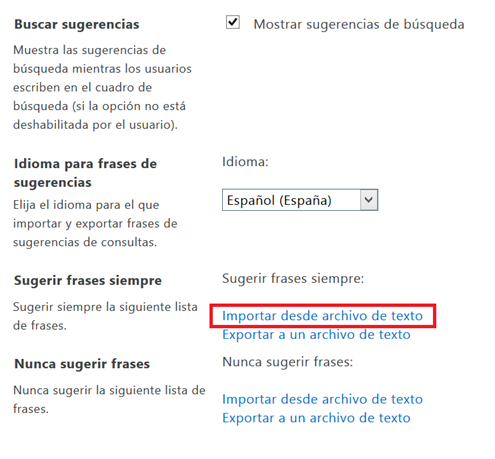 Buscar sugerencias
Mostrar sugerencias de búsqueda
Muestra las sugerencias de
búsqueda mientras los usuarios
escriben en el cuadro de
búsqueda (si la opción no está
deshabilitada por el usuario).
Idioma para frases de
sugerencias
Idioma:
Elija el idioma para el que
importar y exportar frases de
sugerencias de consultas.
Español (España)
Sugerir frases siempre
Sugerir frases siempre:
Sugerir siempre la siguiente lista
de frases.
Importar desde archivo de texto
Exportar a un archivo de texto
Nunca sugerir frases
Nunca sugerir frases:
Nunca sugerir la siguiente lista de
frases.
Importar desde archivo de texto
Exportar a un archivo de texto